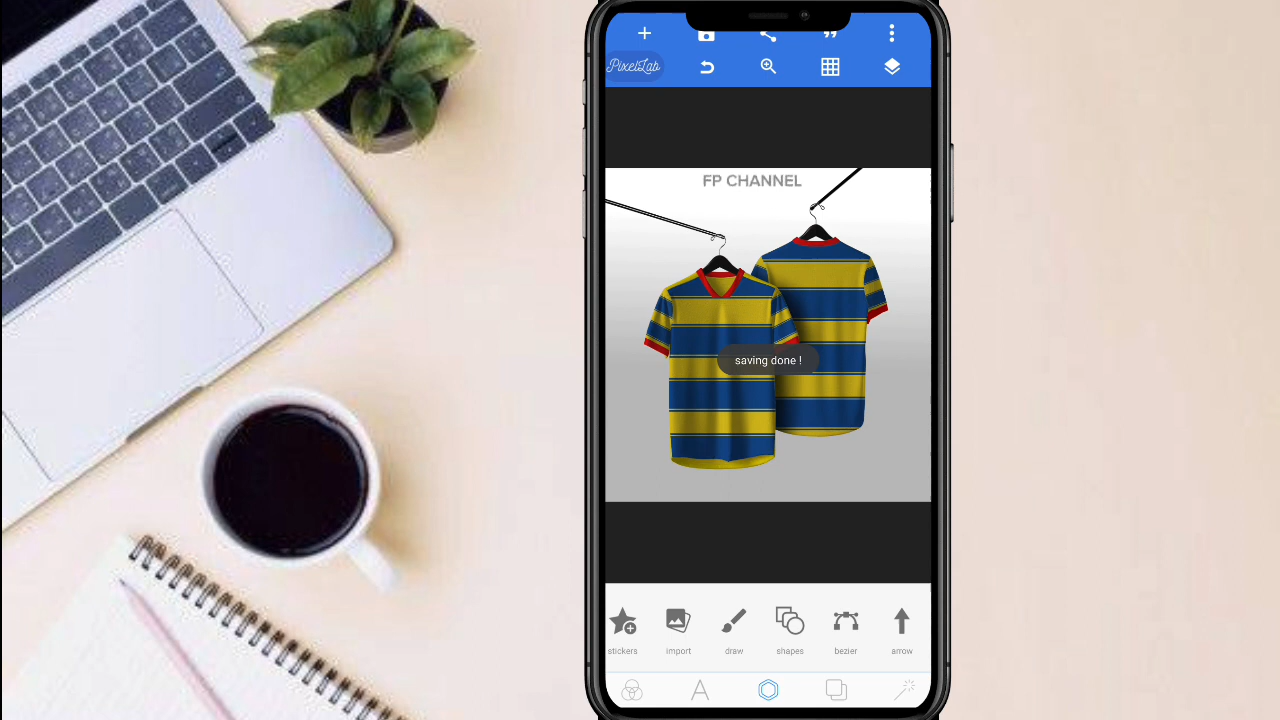 PixelLab
FP CHANNEL
saving done !
stickers
import
draw
shapes
bezier
arrow